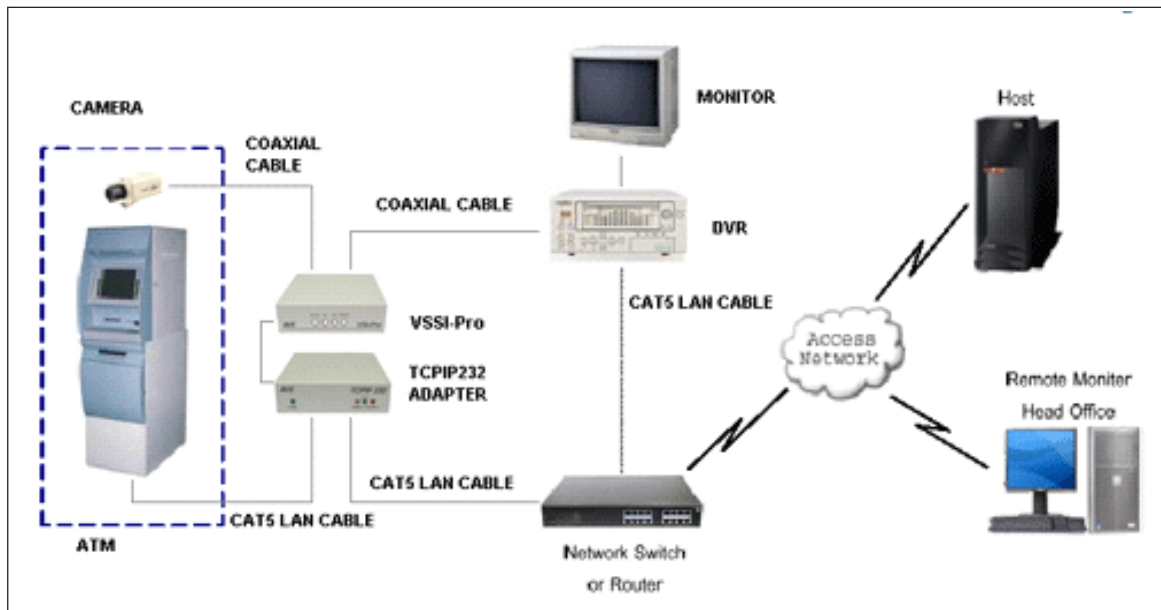 CAMERA
COAXIAL
CABLE
MONITOR
Host
COAXIAL CABLE
DVR
CAT5 LAN CABLE
VSSI-Pro
Access
Network
TCPIP232
ADAPTER
Remote Moniter
Head Office
CAT5 LAN CABLE
CAT5 LAN CABLE
ATM
Network Switch
or Router